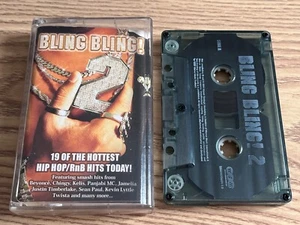 BLING BLING!
2
19 OF THE HOTTEST
HIP HOP/RnB HITS TODAY!
Featuring smash hits from
Beyoncé, Chingy, Kelis, Panjabi MC, Jamelia
Justin Timberlake, Sean Paul, Kevin Lyttle
Twista and many more...
BLING BLING! 2